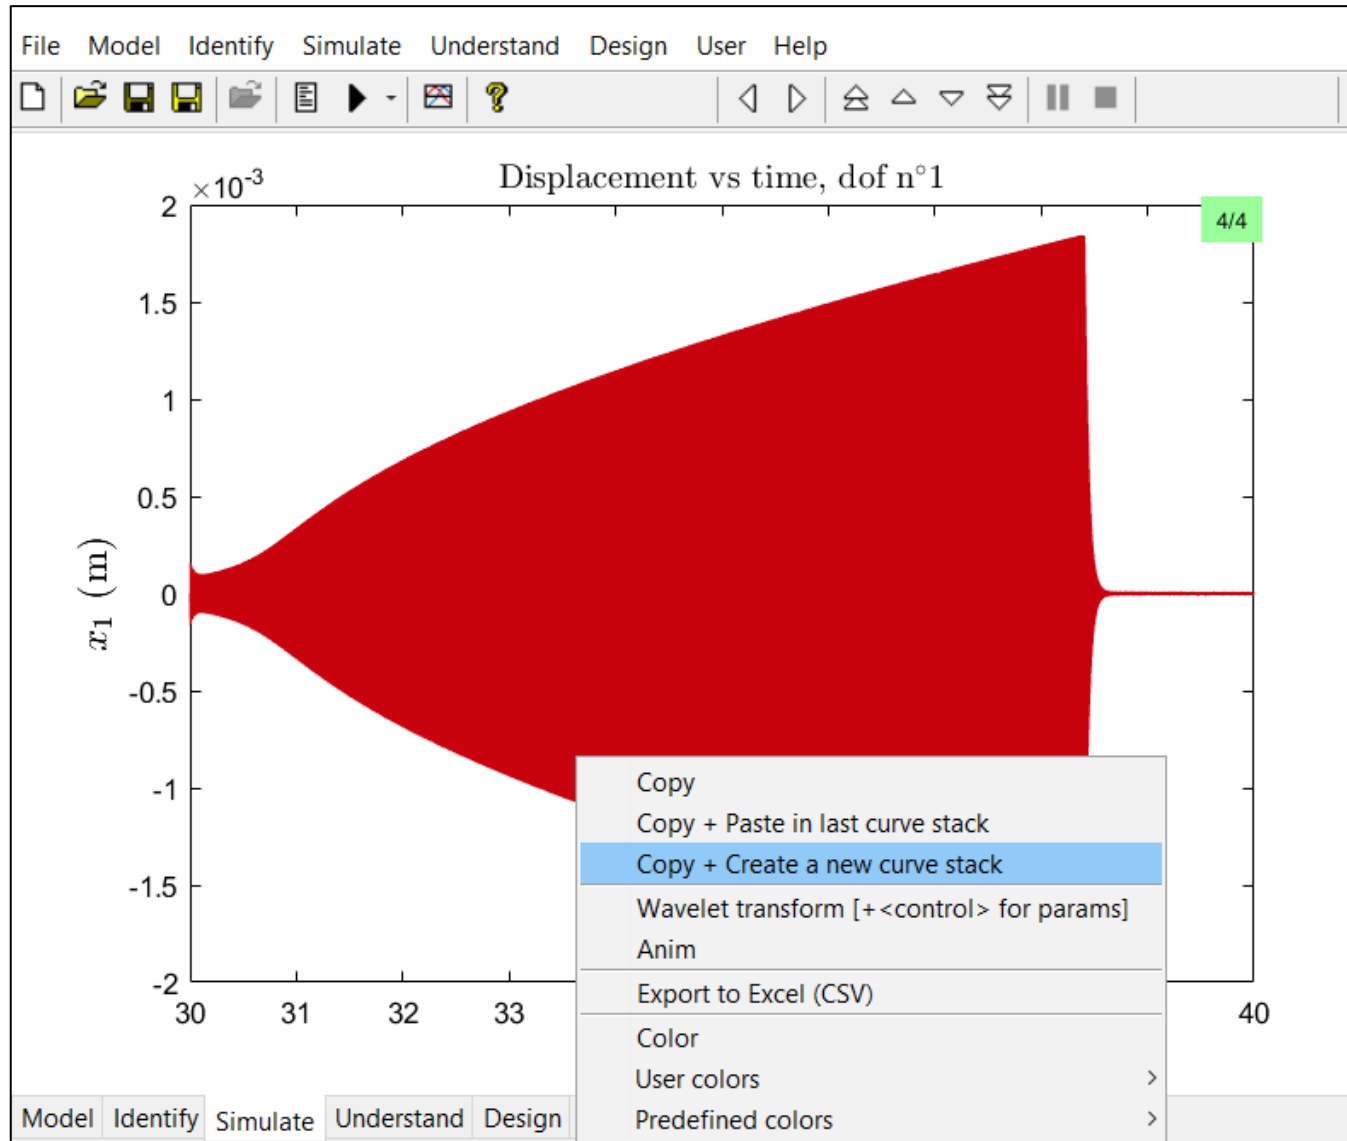 File Model Identify Simulate Understand Design User Help
Displacement vs time, dof n°1
×10-3
4/4
2
1.5
1
0.5
0
-0.5
-1
-1.5
-2
x1 (m)
30 31 32 33 40
Copy
Copy + Paste in last curve stack
Copy + Create a new curve stack
Wavelet transform [+<control> for params]
Anim
Export to Excel (CSV)
Color
User colors
Predefined colors
Model Identify Simulate Understand Design